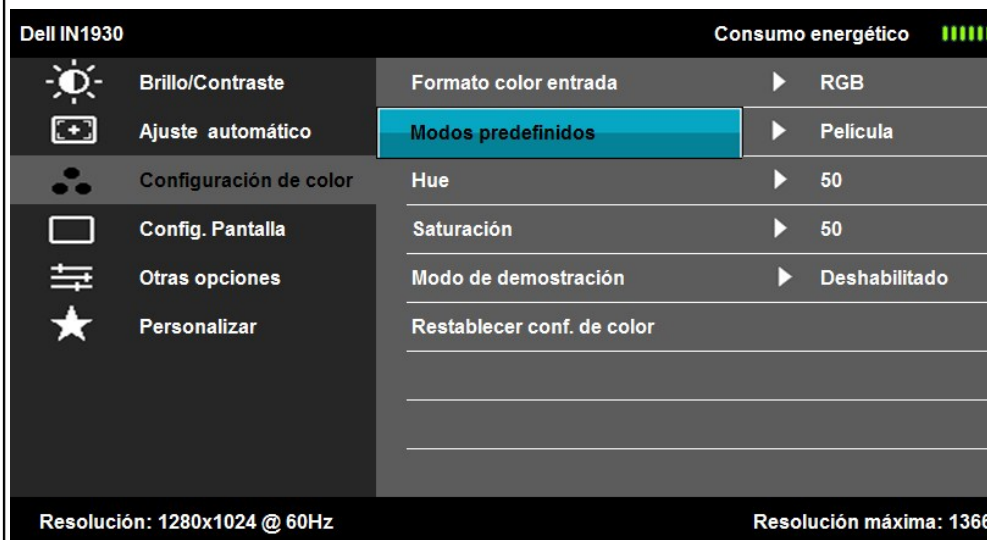 Dell IN1930 Consumo energético
Brillo/Contraste Formato color entrada RGB
Ajuste automático Modos predefinidos Película
Configuración de color Hue 50
Config. Pantalla Saturación 50
Otras opciones Modo de demostración Deshabilitado
Personalizar Restablecer conf. de color
Resolución: 1280x1024 @ 60Hz Resolución máxima: 1366